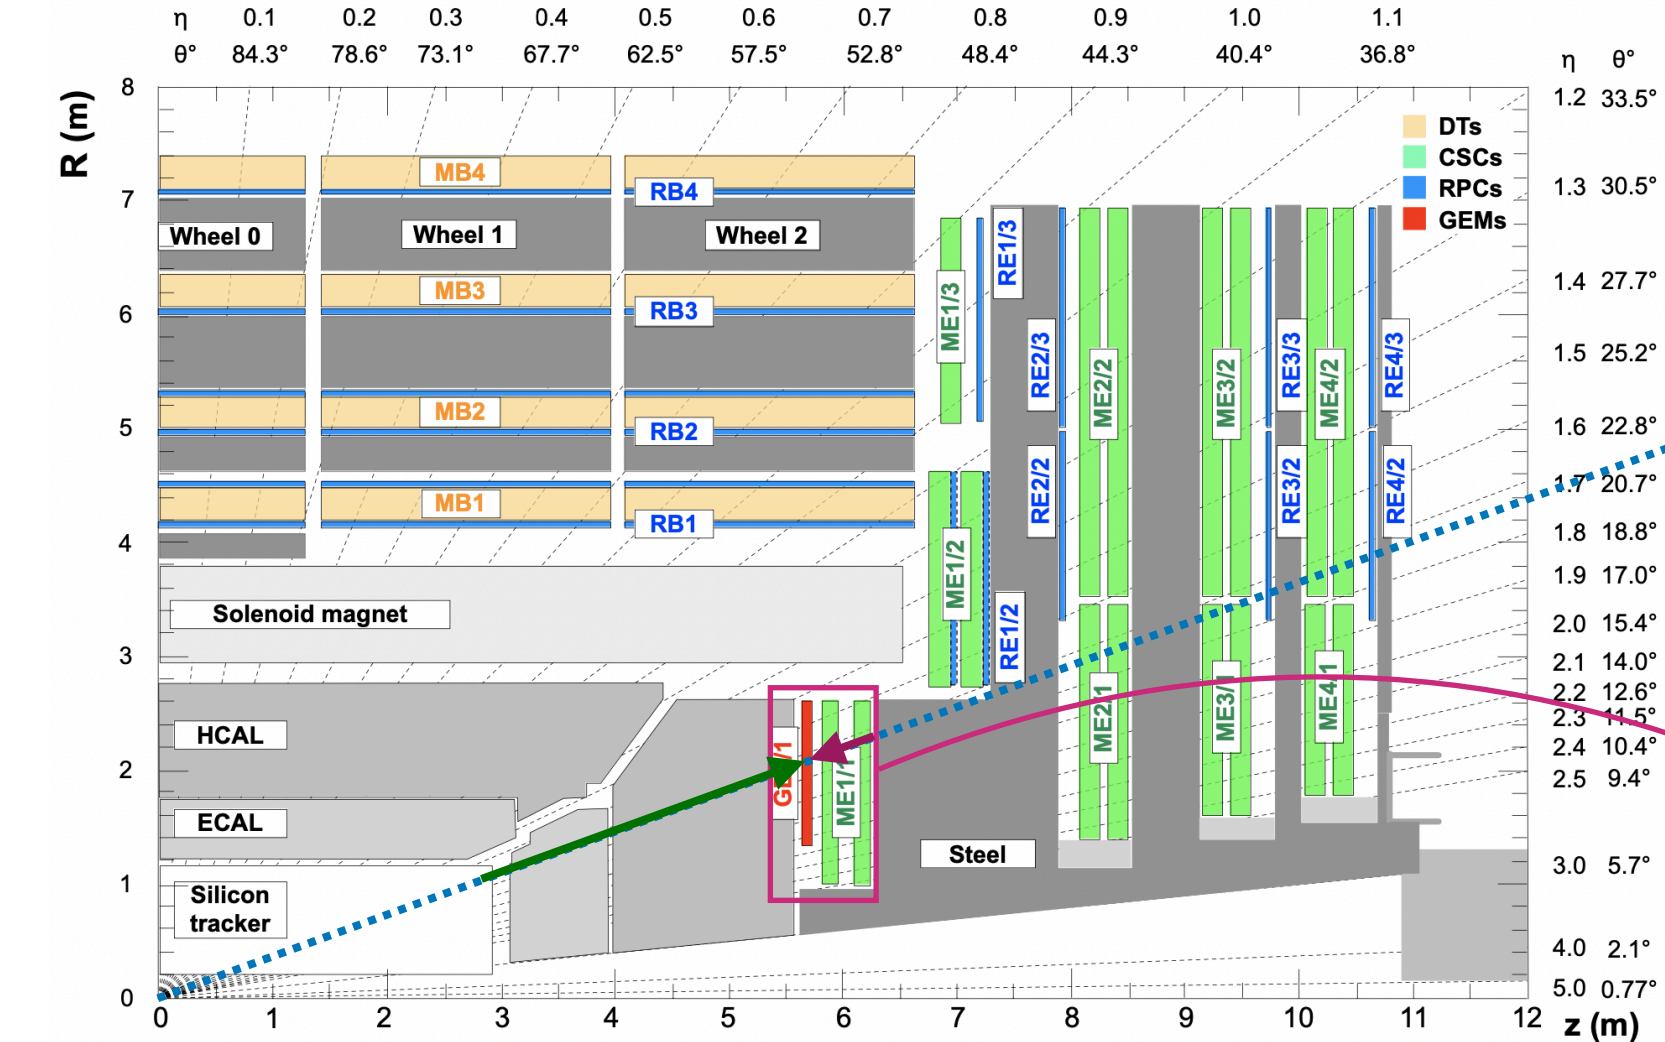 η 0.1 0.2 0.3 0.4 0.5 0.6 0.7 0.8 0.9 1.0 1.1
θ° 84.3° 78.6° 73.1° 67.7° 62.5° 57.5° 52.8° 48.4° 44.3° 40.4° 36.8° η θ°
R (m)
8
7
6
5
4
3
2
1
0
1.2 33.5°
1.3 30.5°
1.4 27.7°
1.5 25.2°
1.6 22.8°
1.7 20.7°
1.8 18.8°
1.9 17.0°
2.0 15.4°
2.1 14.0°
2.2 12.6°
2.3 11.5°
2.4 10.4°
2.5 9.4°
3.0 5.7°
4.0 2.1°
5.0 0.77°
DTs
CSCs
RPCs
GEMs
MB4
RB4
Wheel 0
Wheel 1
Wheel 2
MB3
RB3
MB2
RB2
MB1
RB1
Solenoid magnet
HCAL
ECAL
Silicon
tracker
Steel
ME1/3
RE1/3
RE2/3
ME2/2
ME3/2
RE3/3
ME4/2
RE4/3
ME1/2
RE2/2
RE3/2
RE4/2
RE1/2
ME1/1
ME2/1
ME3/1
ME4/1
0 1 2 3 4 5 6 7 8 9 10 11 12 z (m)